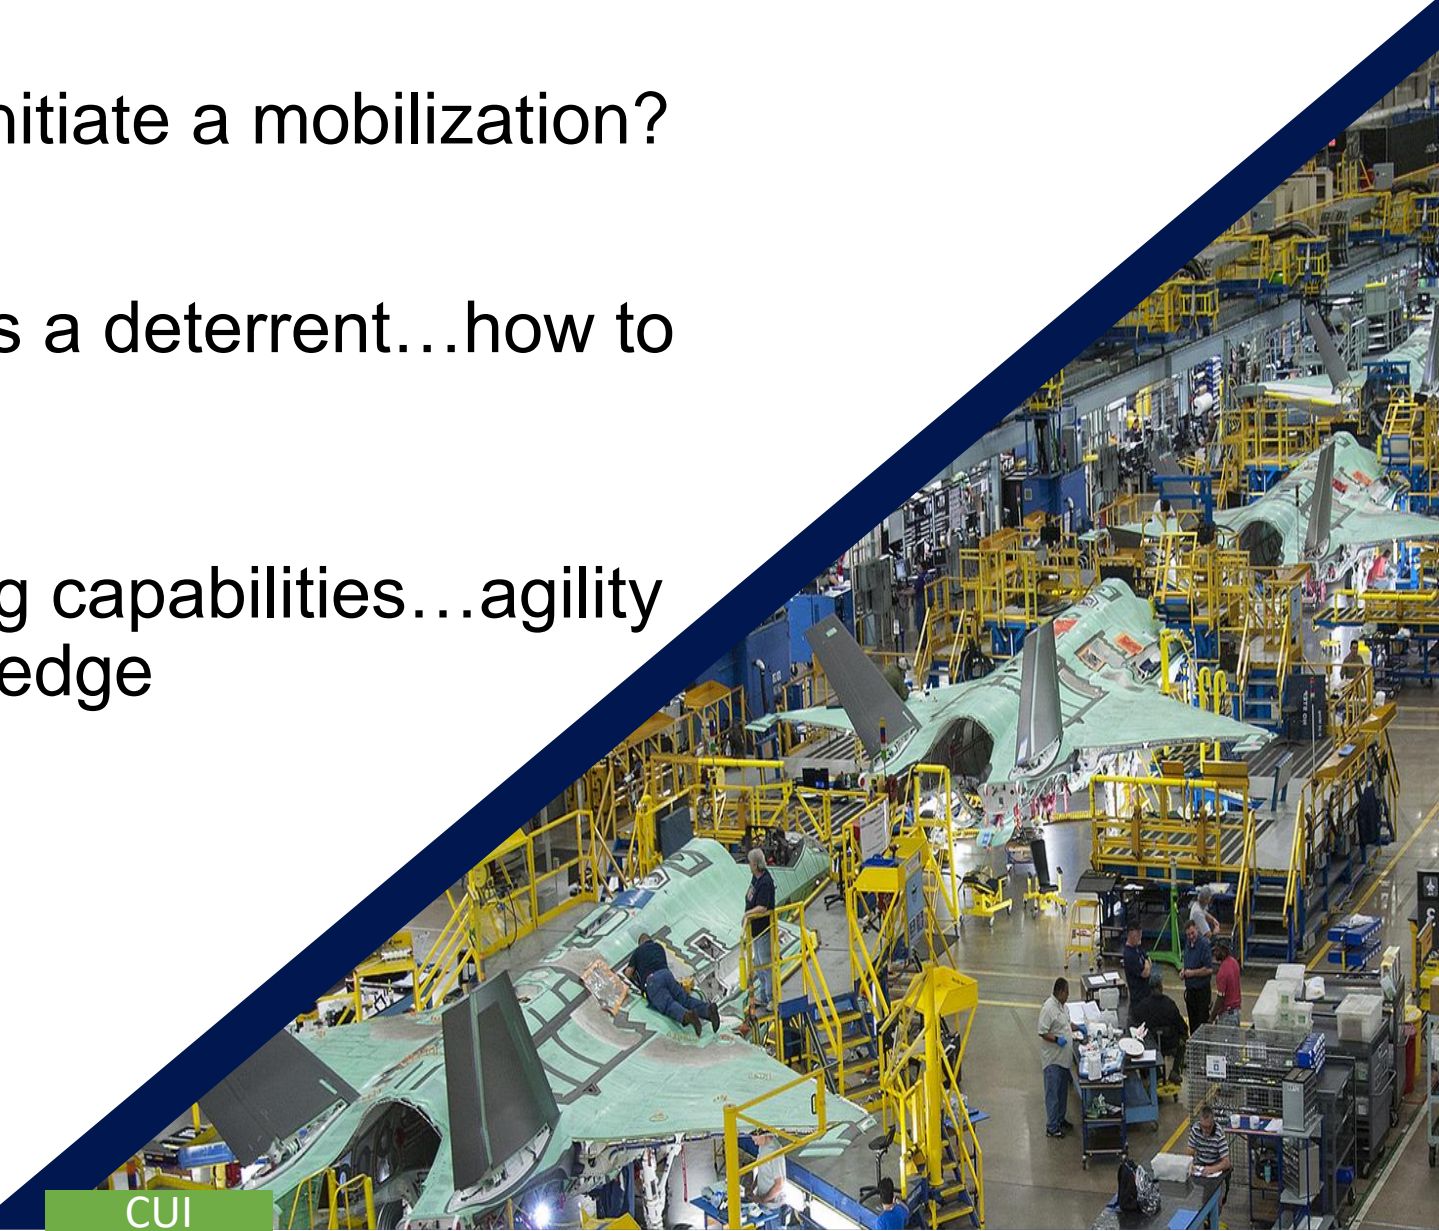 nitiate a mobilization?
s a deterrent…how to
g capabilities…agility
edge
CUI